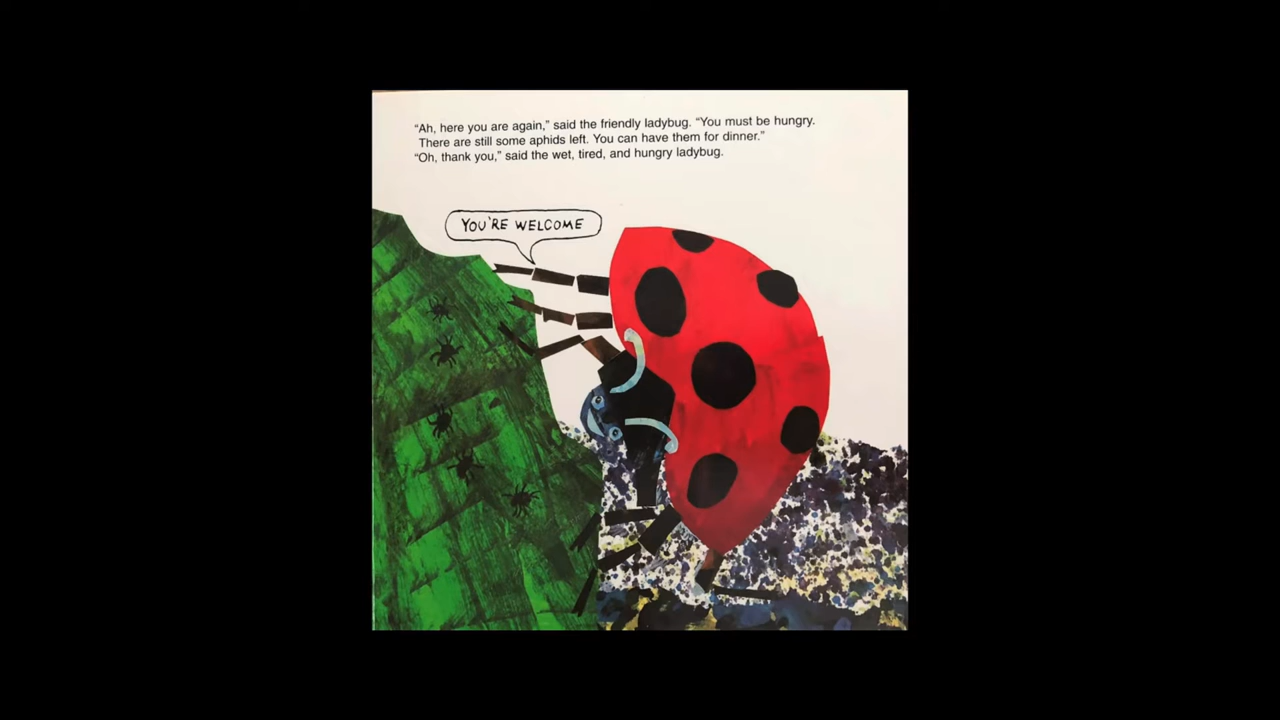 “Ah, here you are again,” said the friendly ladybug. “You must be hungry.
There are still some aphids left. You can have them for dinner.”
“Oh, thank you,” said the wet, tired, and hungry ladybug.
YOU'RE WELCOME